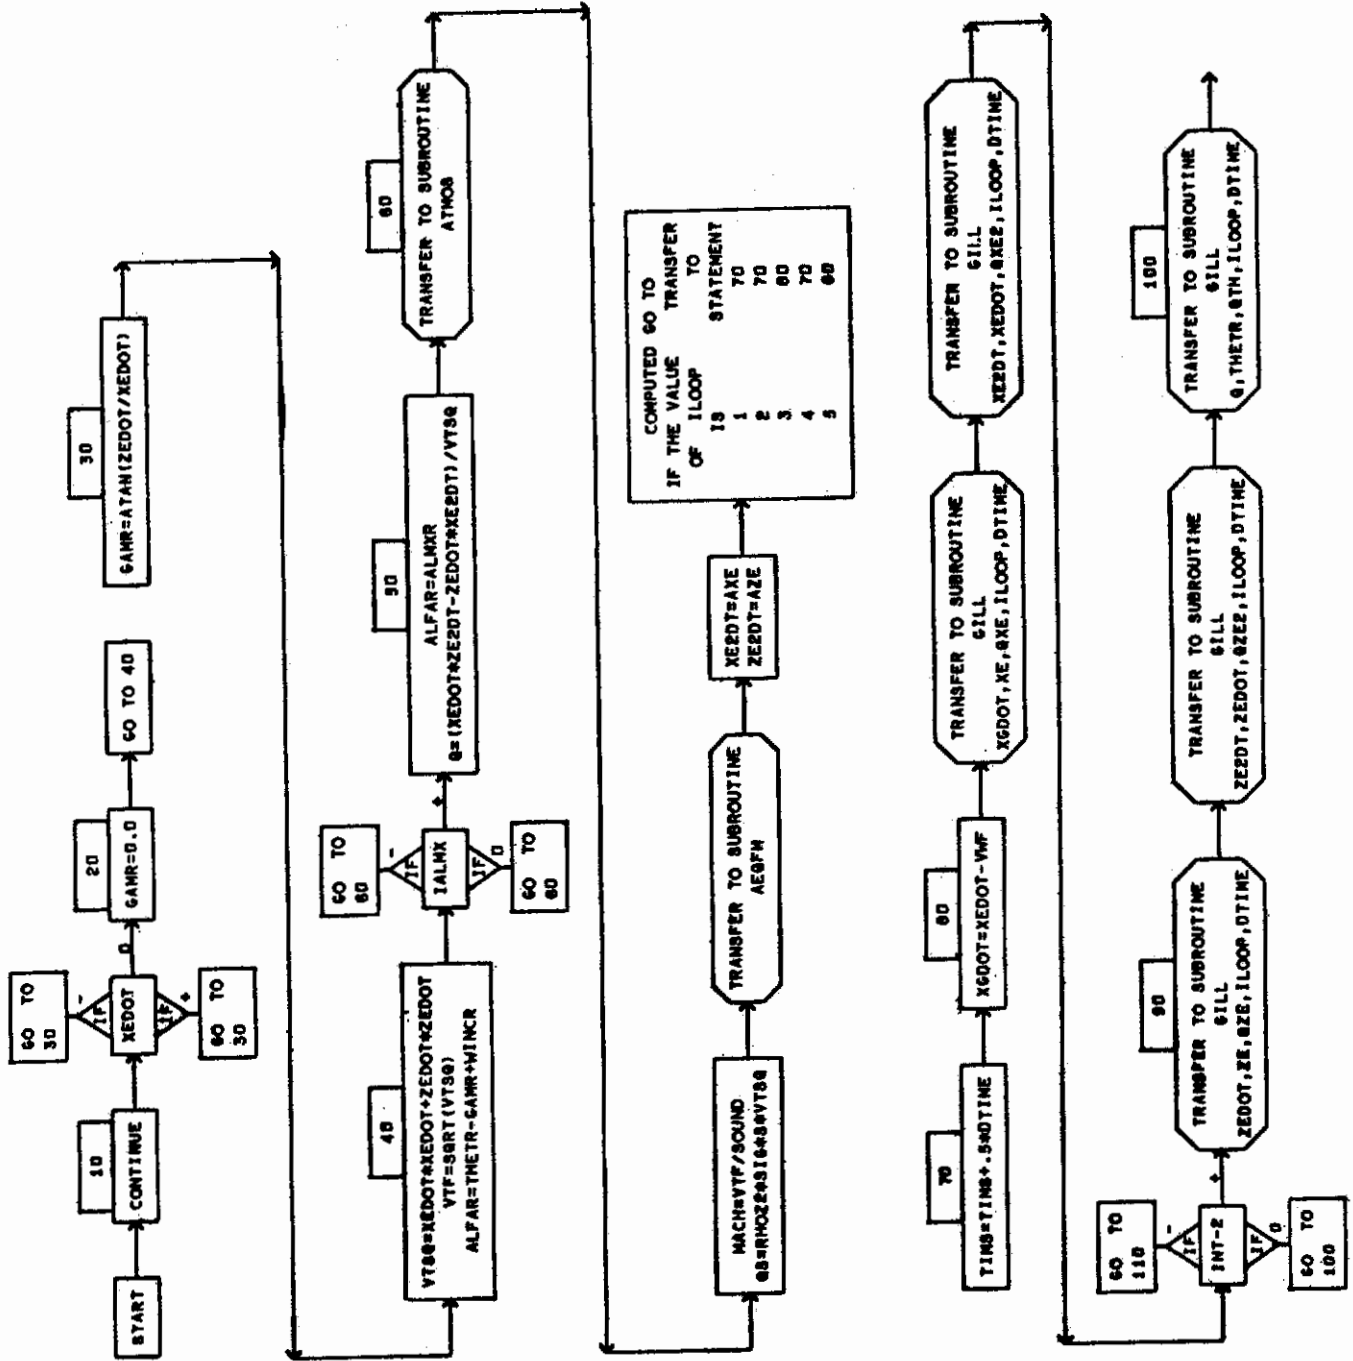 START
10
CONTINUE
GO TO
30
IF -
XEDOT
IF +
GO TO
30
0
20
GAMR=0.0
GO TO 40
30
GAMR=ATAN(ZEDOT/XEDOT)
40
VTSQ=XEDOT*XEDOT+ZEDOT*ZEDOT
VTF=SQRT(VTSQ)
ALFAR=THETR-GAMR+WINCR
GO TO
60
IF -
IALMX
IF 0
GO TO
60
+
50
ALFAR=ALMXR
Q=(XEDOT*ZE2DT-ZEDOT*XE2DT)/VTSQ
60
TRANSFER TO SUBROUTINE
ATMOS
MACH=VTF/SOUND
QS=RHOZ2*SIG*S*VTSQ
TRANSFER TO SUBROUTINE
AEQFM
XE2DT=AXE
ZE2DT=AZE
COMPUTED GO TO
IF THE VALUE TRANSFER
OF ILOOP TO
IS STATEMENT
1 70
2 70
3 80
4 70
5 80
70
TIMS=TIMS+.5*DTIME
80
XGDOT=XEDOT-VWF
TRANSFER TO SUBROUTINE
GILL
XGDOT,XE,QXE,ILOOP,DTIME
TRANSFER TO SUBROUTINE
GILL
XE2DT,XEDOT,QXE2,ILOOP,DTIME
GO TO
110
IF -
INT-2
IF 0
GO TO
100
+
90
TRANSFER TO SUBROUTINE
GILL
ZEDOT,ZE,QZE,ILOOP,DTIME
TRANSFER TO SUBROUTINE
GILL
ZE2DT,ZEDOT,QZE2,ILOOP,DTIME
100
TRANSFER TO SUBROUTINE
GILL
Q,THETR,QTH,ILOOP,DTIME